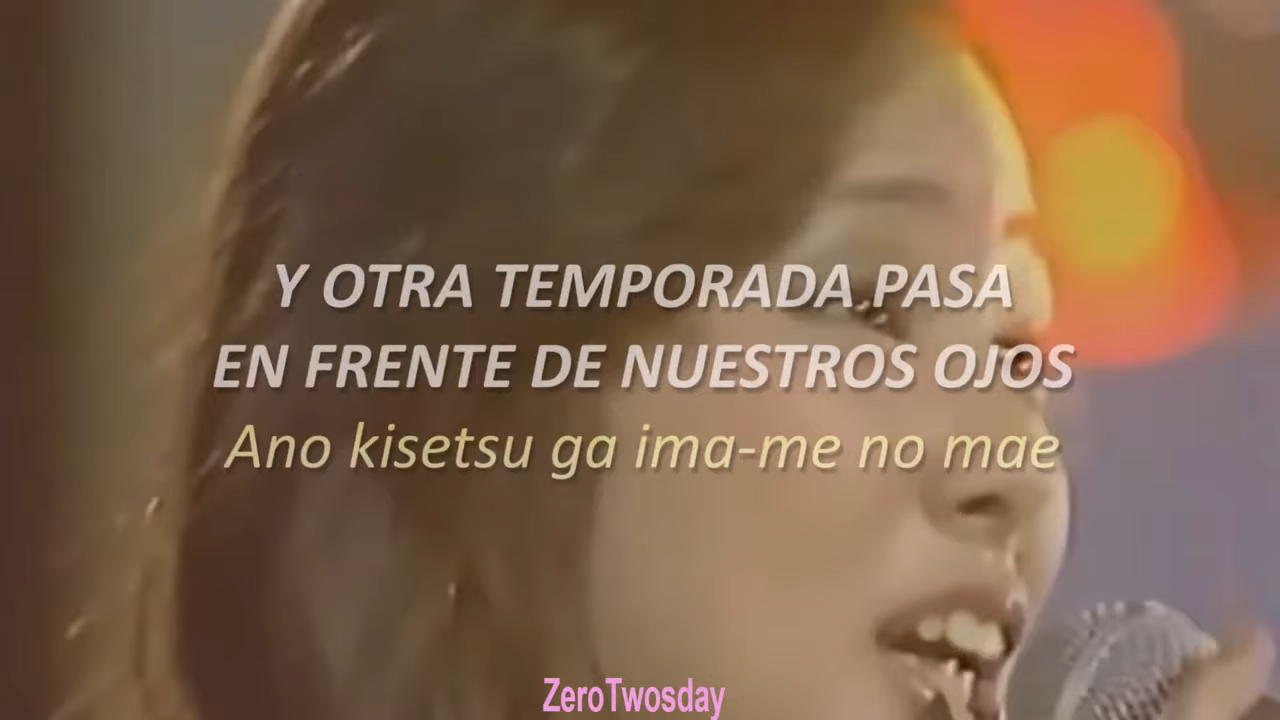 Y OTRA TEMPORADA PASA
EN FRENTE DE NUESTROS OJOS
Ano kisetsu ga ima-me no mae
ZeroTwosday